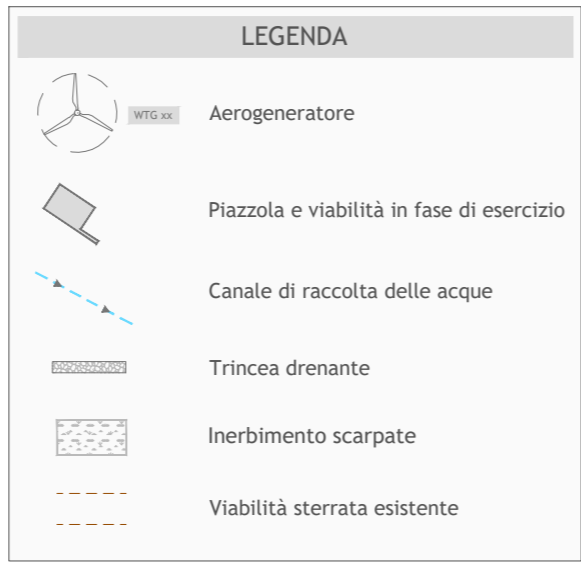 LEGENDA
WTG xx
Aerogeneratore
Piazzola e viabilità in fase di esercizio
Canale di raccolta delle acque
Trincea drenante
Inerbimento scarpate
Viabilità sterrata esistente